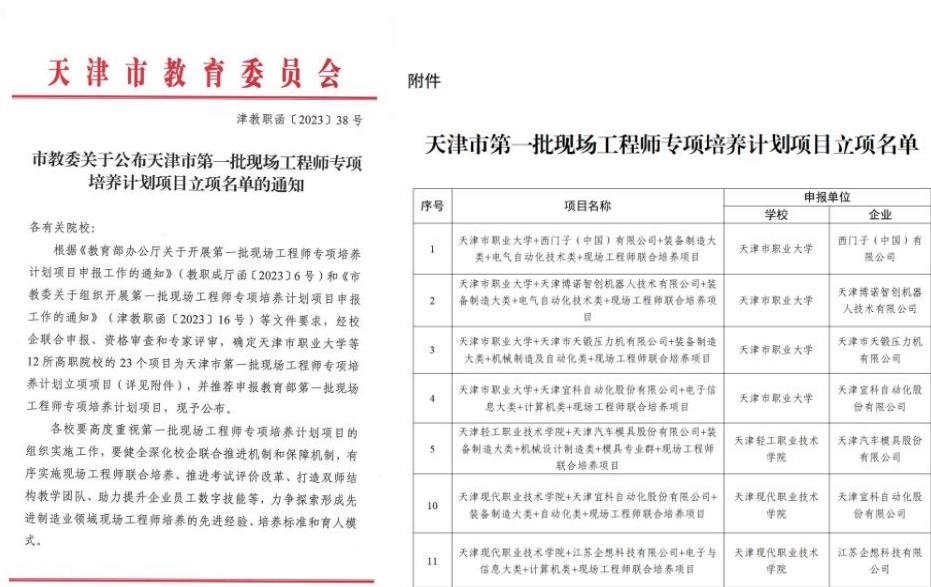 天津市教育委员会
津教职函〔2023〕38 号
市教委关于公布天津市第一批现场工程师专项
培养计划项目立项名单的通知
各有关院校:
根据《教育部办公厅关于开展第一批现场工程师专项培养
计划项目申报工作的通知》(教职成厅函〔2023〕6 号)和《市
教委关于组织开展第一批现场工程师专项培养计划项目申报
工作的通知》(津教职函〔2023〕16 号)等文件要求,经校
企联合申报、资格审查和专家评审,确定天津市职业大学等
12 所高职院校的 23 个项目为天津市第一批现场工程师专项培
养计划立项项目(详见附件),并推荐申报教育部第一批现场
工程师专项培养计划项目,现予公布。
各校要高度重视第一批现场工程师专项培养计划项目的
组织实施工作,要健全深化校企联合推进机制和保障机制,有
序实施现场工程师联合培养、推进考试评价改革、打造双师结
构教学团队、助力提升企业员工数字技能等,力争探索形成先
进制造业领域现场工程师培养的先进经验、培养标准和育人模
式。
附件
天津市第一批现场工程师专项培养计划项目立项名单
序号 项目名称 申报单位
学校 企业
1 天津市职业大学+西门子(中国)有限公司+装备制造大 天津市职业大学 西门子(中国)有
类+电气自动化技术类+现场工程师联合培养项目 限公司
2 天津市职业大学+天津博诺智创机器人技术有限公司+装 天津市职业大学 天津博诺智创机器
备制造大类+电气自动化技术类+现场工程师联合培养项 人技术有限公司
目
3 天津市职业大学+天津市天锻压力机有限公司+装备制造 天津市职业大学 天津市天锻压力机
大类+机械制造及自动化类+现场工程师联合培养项目 有限公司
4 天津市职业大学+天津宜科自动化股份有限公司+电子信 天津市职业大学 天津宜科自动化股
息大类+计算机类+现场工程师联合培养项目 份有限公司
5 天津轻工职业技术学院+天津汽车模具股份有限公司+装 天津轻工职业技术 天津汽车模具股份
备制造大类+机械设计制造类+模具专业群+现场工程师 学院 有限公司
联合培养项目
10 天津现代职业技术学院+天津宜科自动化股份有限公司+ 天津现代职业技术 天津宜科自动化股
装备制造大类+自动化类+现场工程师联合培养项目 学院 份有限公司
11 天津现代职业技术学院+江苏企想科技有限公司+电子与 天津现代职业技术 江苏企想科技有限
信息大类+计算机类+现场工程师联合培养项目 学院 公司